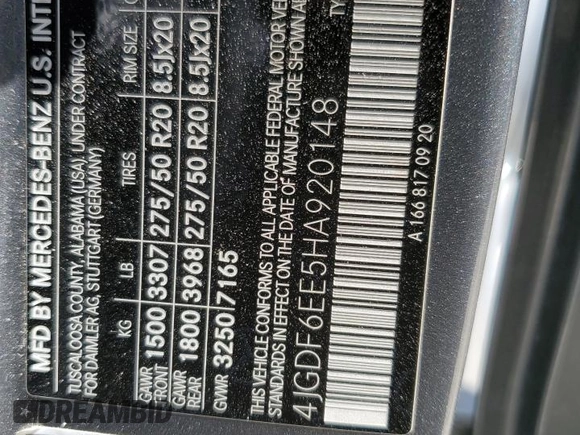 MFD BY MERCEDES-BENZ U.S. INT
TUSCALOOSA COUNTY, ALABAMA (USA) UNDER CONTRACT
FOR DAIMLER AG, STUTTGART (GERMANY)
KG LB TIRES RIM SIZE
GAWR FRONT 1500 3307 275/50 R20 8.5Jx20
GAWR REAR 1800 3968 275/50 R20 8.5Jx20
GVWR 3250 7165
THIS VEHICLE CONFORMS TO ALL APPLICABLE FEDERAL MOTOR VEH
IN EFFECT ON THE DATE OF MANUFACTURE SHOWN
4JGDF6EE5HA920148 TY
A 166 817 09 20
DREAMBID